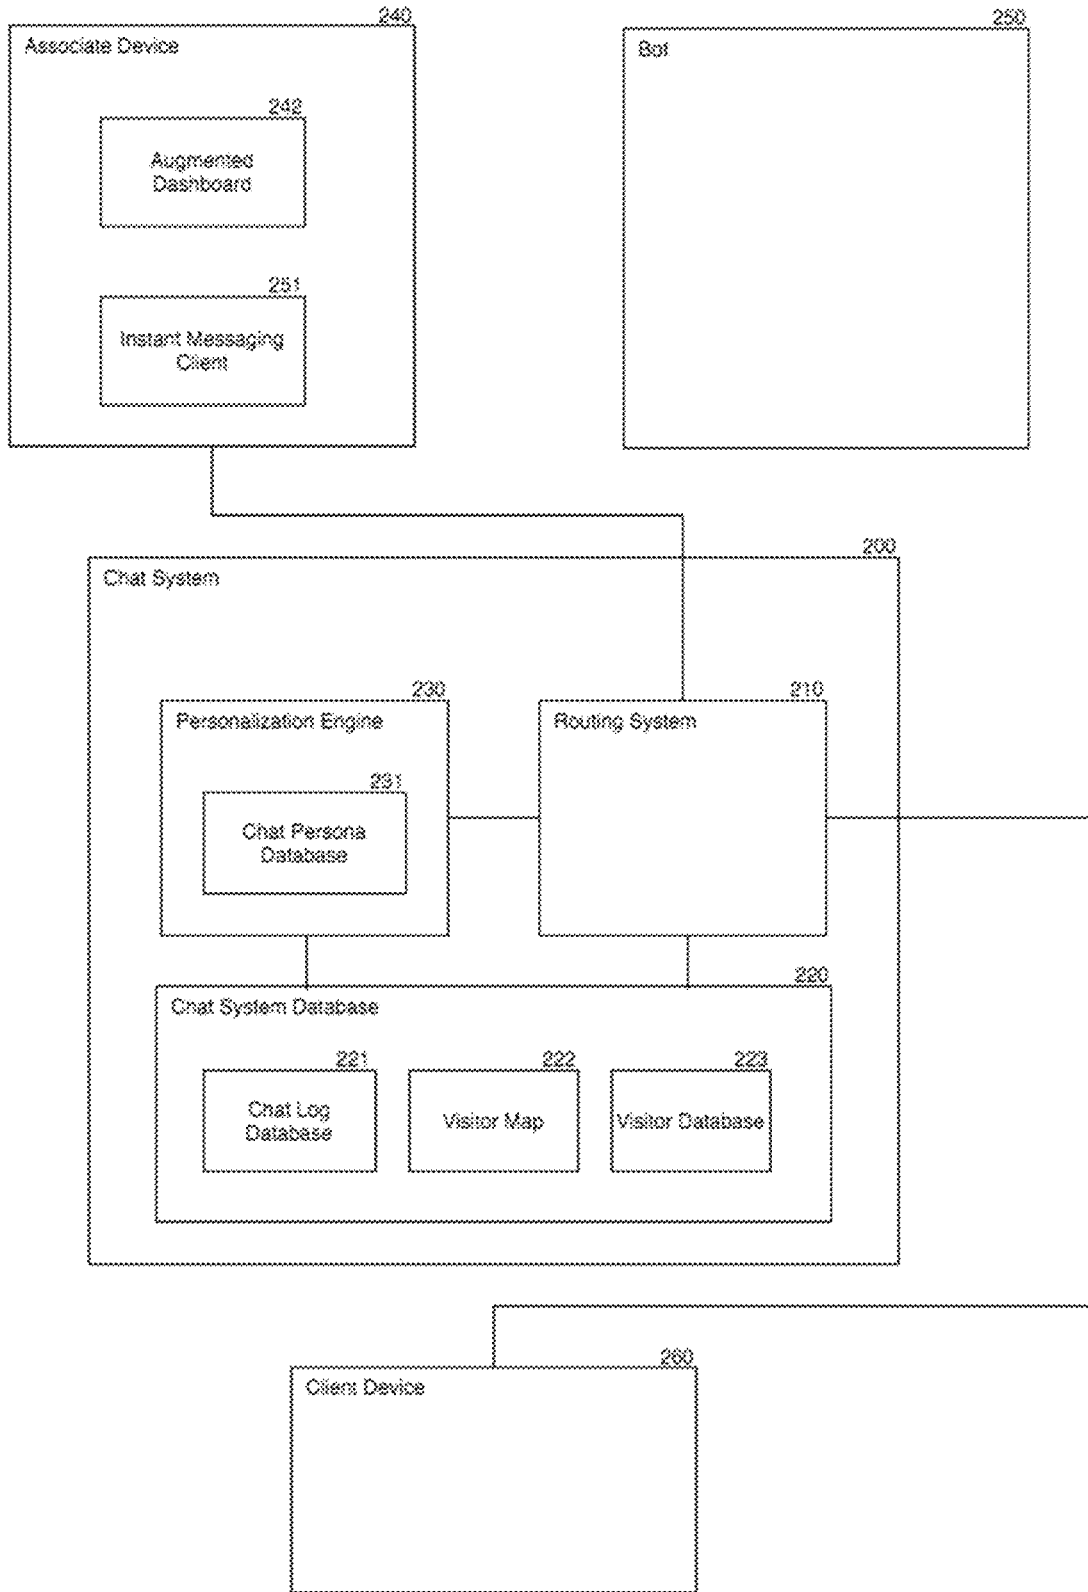 240
Associate Device
242
Augmented
Dashboard
251
Instant Messaging
Client
250
Bot
200
Chat System
230
Personalization Engine
231
Chat Persona
Database
210
Routing System
220
Chat System Database
221
Chat Log
Database
222
Visitor Map
223
Visitor Database
260
Client Device